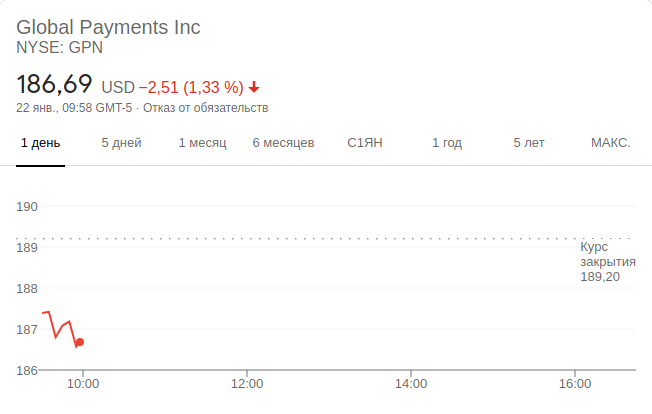 Global Payments Inc
NYSE: GPN
186,69 USD −2,51 (1,33 %)
22 янв., 09:58 GMT-5 · Отказ от обязательств
1 день 5 дней 1 месяц 6 месяцев С1ЯН 1 год 5 лет МАКС.
190
189
Курс
закрытия
189,20
188
187
186
10:00 12:00 14:00 16:00